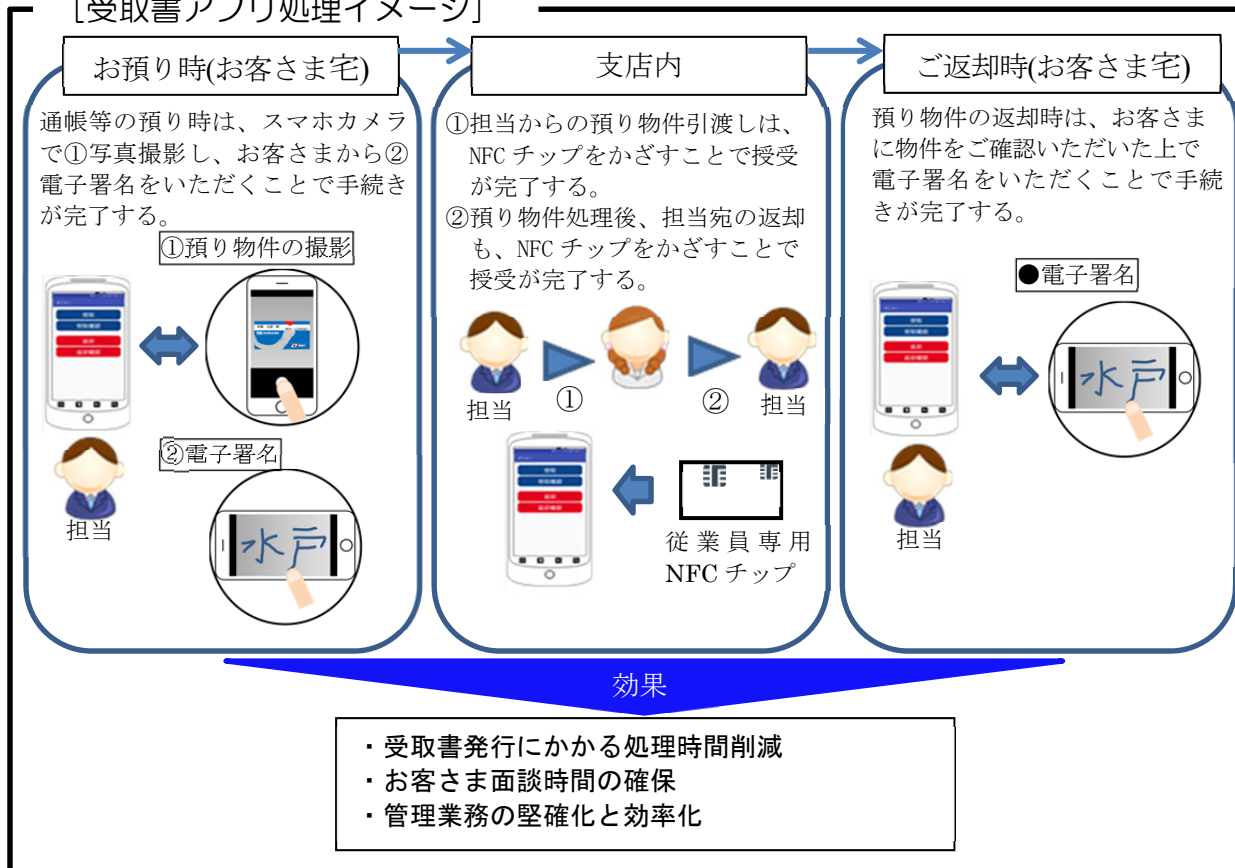 [受取書アプリ処理イメージ]
お預り時(お客さま宅)
通帳等の預り時は、スマホカメラ
で①写真撮影し、お客さまから②
電子署名をいただくことで手続き
が完了する。
①預り物件の撮影
②電子署名
水戸
担当
支店内
①担当からの預り物件引渡しは、
NFC チップをかざすことで授受
が完了する。
②預り物件処理後、担当宛の返却
も、NFC チップをかざすことで
授受が完了する。
担当
①
②
担当
従業員専用
NFC チップ
ご返却時(お客さま宅)
預り物件の返却時は、お客さま
に物件をご確認いただいた上で
電子署名をいただくことで手続
きが完了する。
●電子署名
水戸
担当
効果
・受取書発行にかかる処理時間削減
・お客さま面談時間の確保
・管理業務の堅確化と効率化